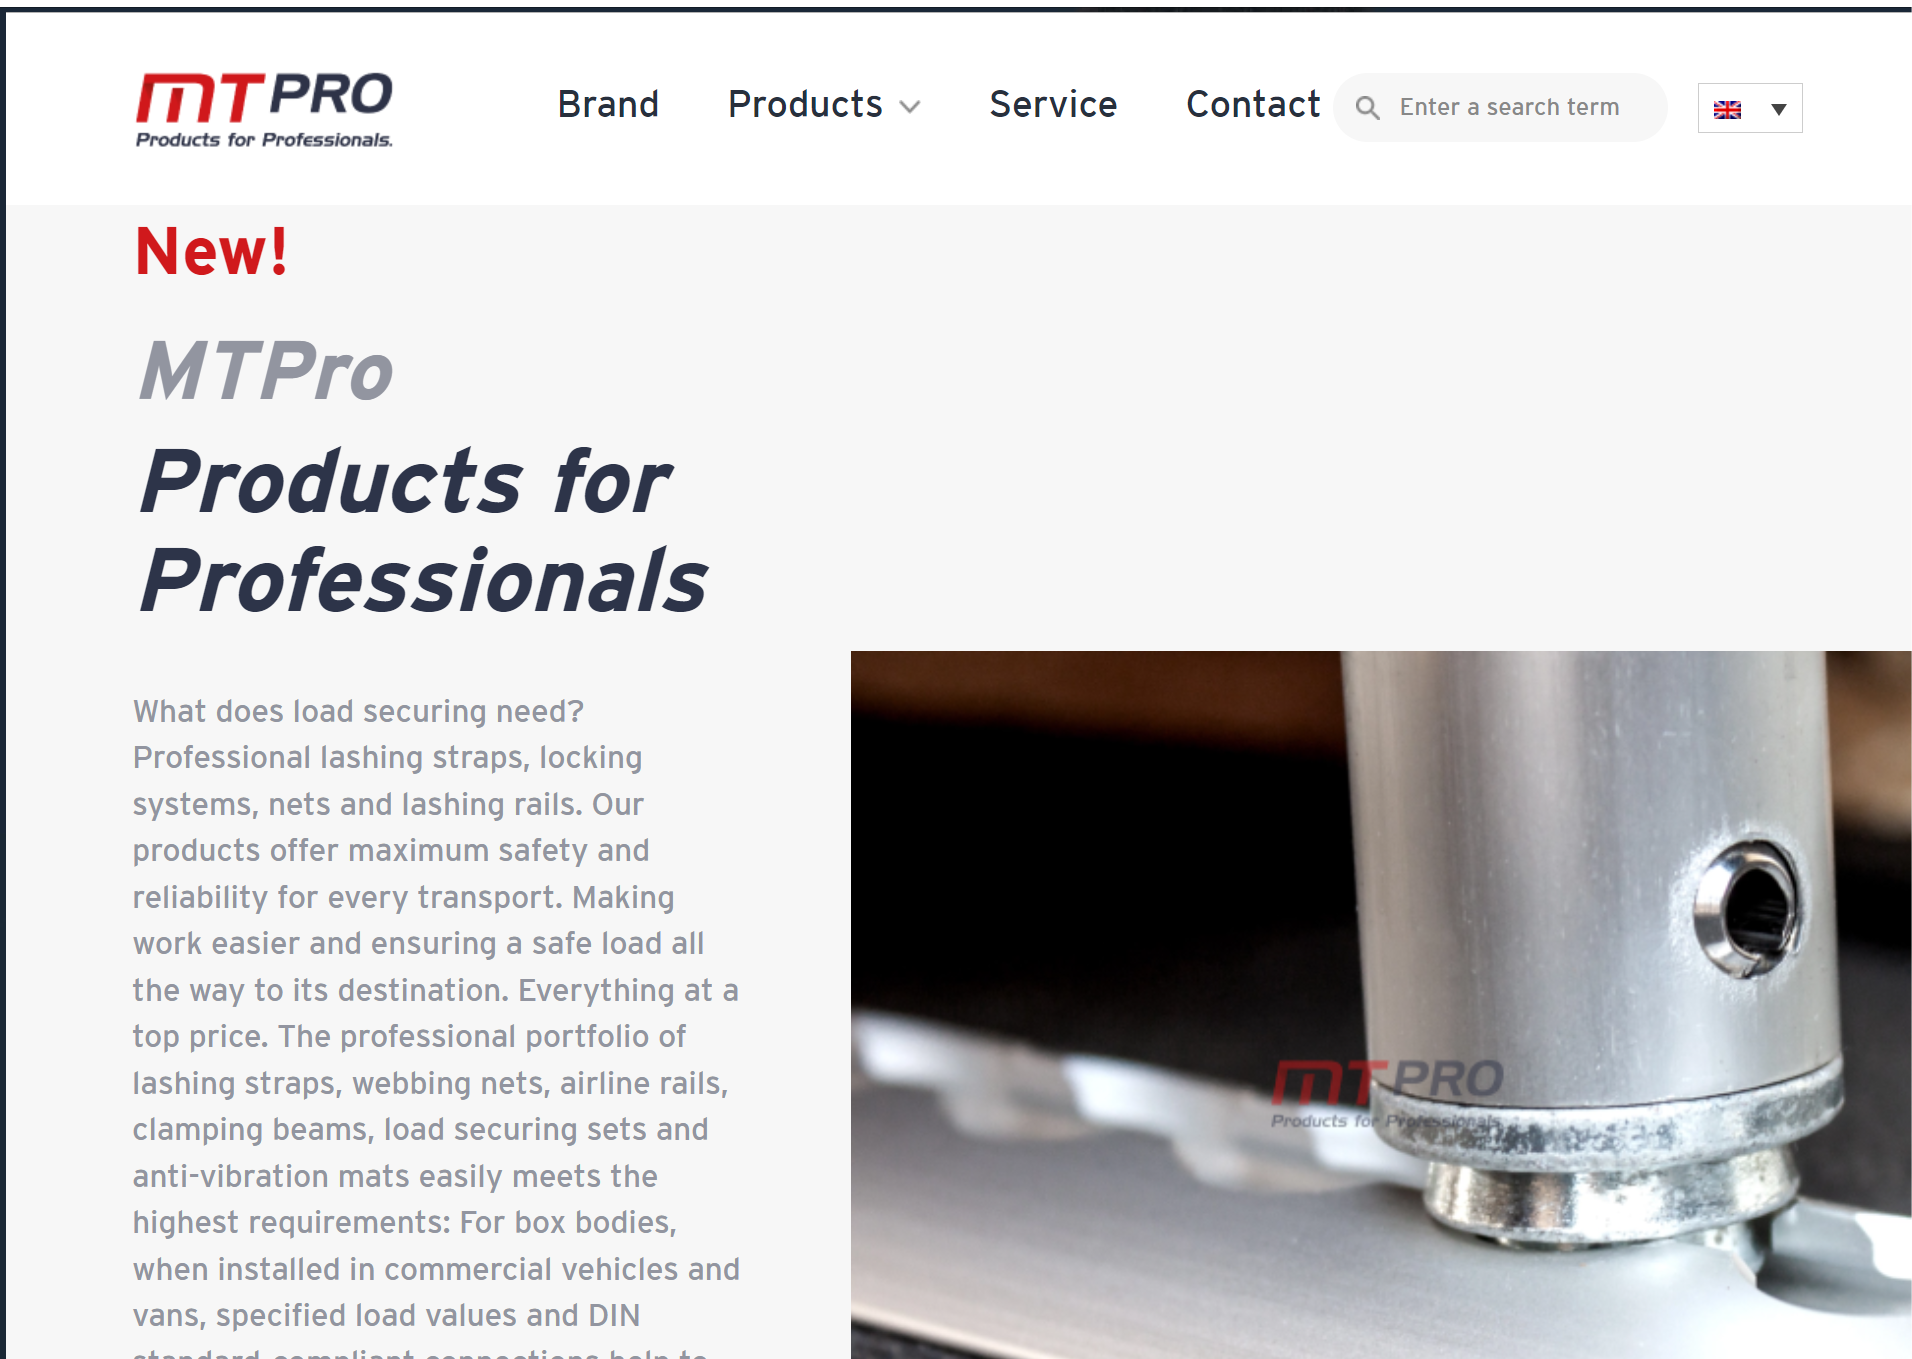 MTPRO
Products for Professionals.
Brand Products Service Contact Enter a search term
New!
MTPro
Products for
Professionals
What does load securing need?
Professional lashing straps, locking
systems, nets and lashing rails. Our
products offer maximum safety and
reliability for every transport. Making
work easier and ensuring a safe load all
the way to its destination. Everything at a
top price. The professional portfolio of
lashing straps, webbing nets, airline rails,
clamping beams, load securing sets and
anti-vibration mats easily meets the
highest requirements: For box bodies,
when installed in commercial vehicles and
vans, specified load values and DIN
standard-compliant connections help to
MTPRO
Products for Professionals